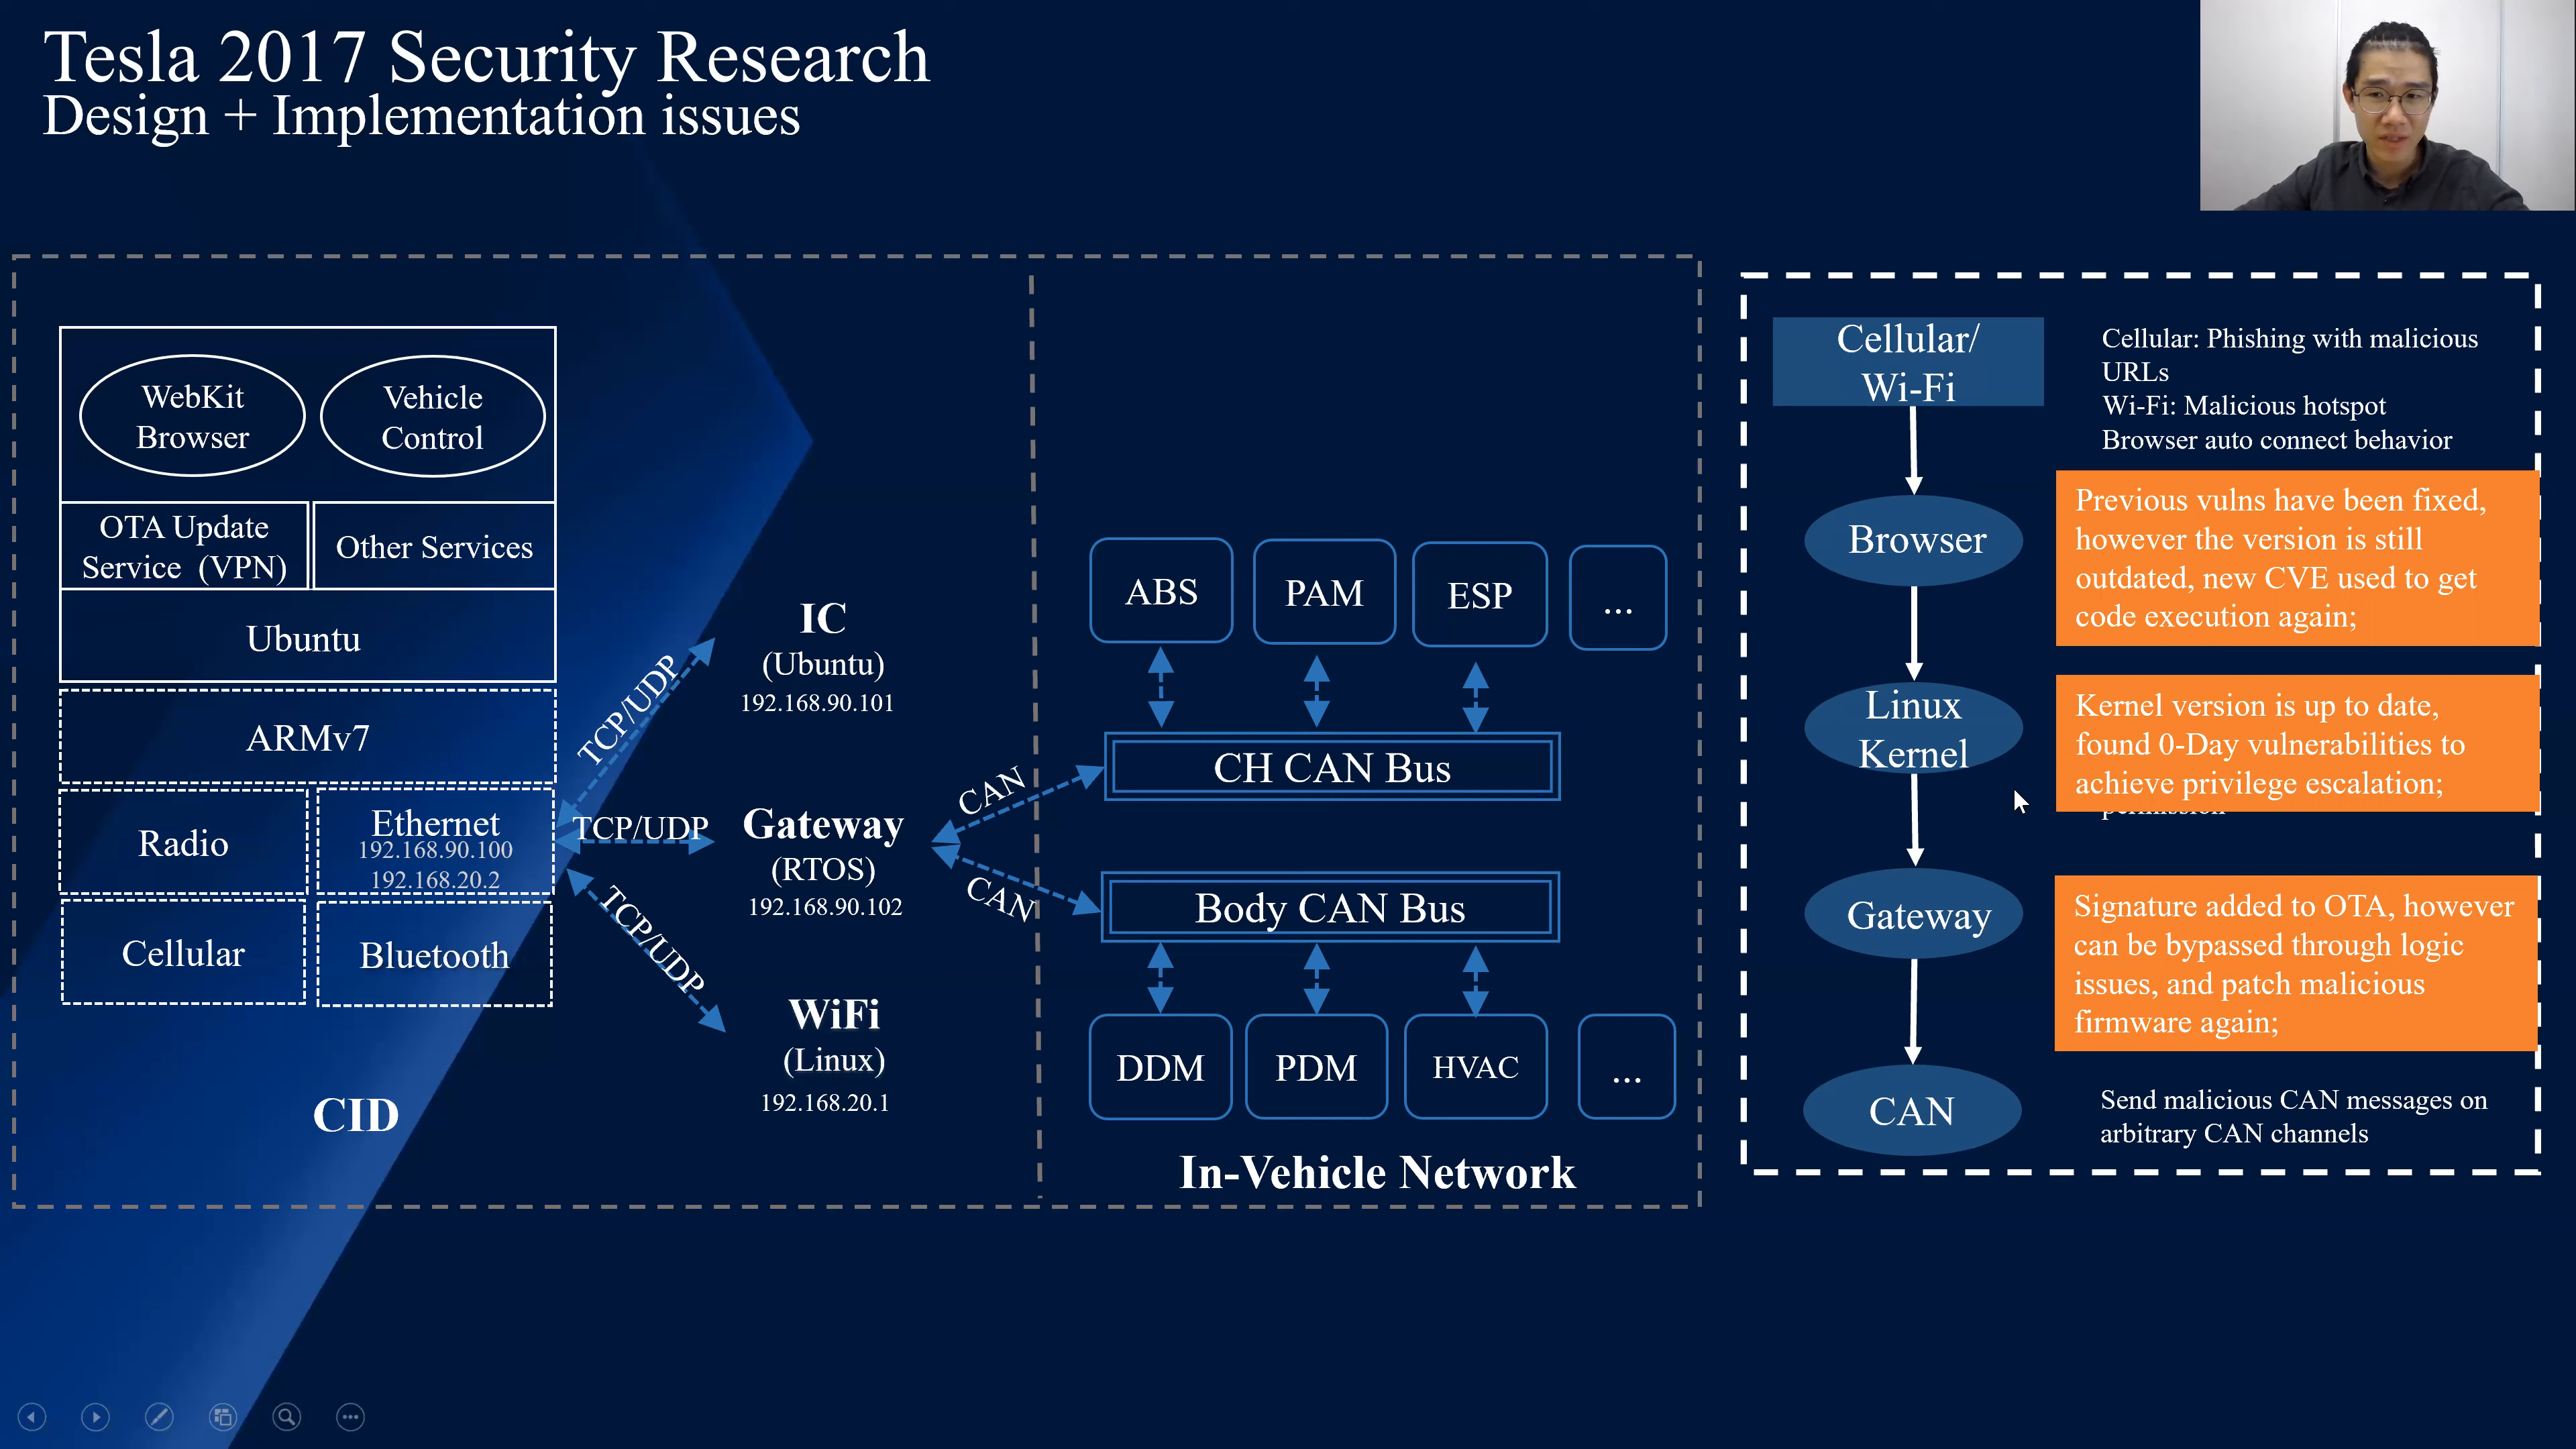 Tesla 2017 Security Research
Design + Implementation issues
WebKit
Browser
Vehicle
Control
OTA Update
Service (VPN)
Other Services
Ubuntu
ARMv7
Radio
Ethernet
192.168.90.100
192.168.20.2
Cellular
Bluetooth
CID
TCP/UDP
TCP/UDP
TCP/UDP
IC
(Ubuntu)
192.168.90.101
Gateway
(RTOS)
192.168.90.102
WiFi
(Linux)
192.168.20.1
CAN
CAN
ABS
PAM
ESP
...
CH CAN Bus
Body CAN Bus
DDM
PDM
HVAC
...
In-Vehicle Network
Cellular/
Wi-Fi
Cellular: Phishing with malicious
URLs
Wi-Fi: Malicious hotspot
Browser auto connect behavior
Browser
Previous vulns have been fixed,
however the version is still
outdated, new CVE used to get
code execution again;
Linux
Kernel
Kernel version is up to date,
found 0-Day vulnerabilities to
achieve privilege escalation;
permission
Gateway
Signature added to OTA, however
can be bypassed through logic
issues, and patch malicious
firmware again;
CAN
Send malicious CAN messages on
arbitrary CAN channels